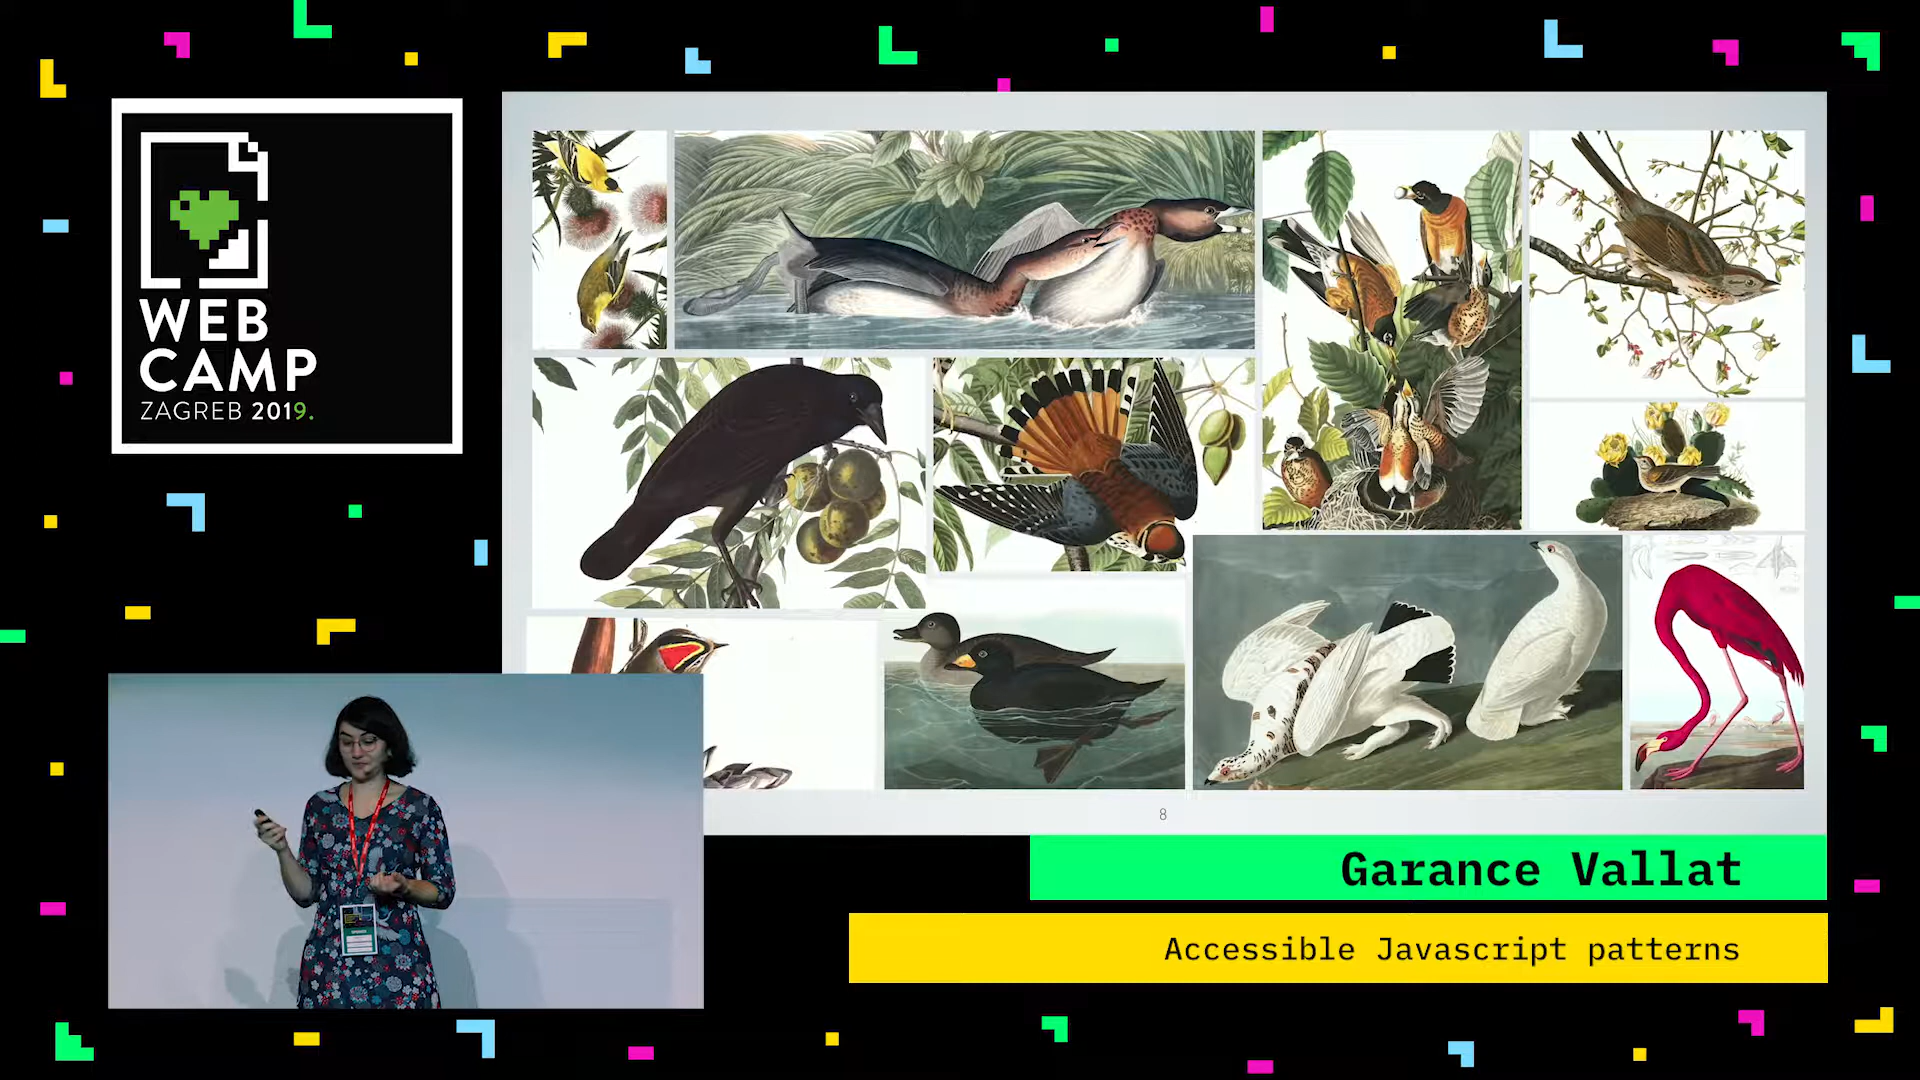 WEB
CAMP
ZAGREB 2019.
8
Garance Vallat
Accessible Javascript patterns